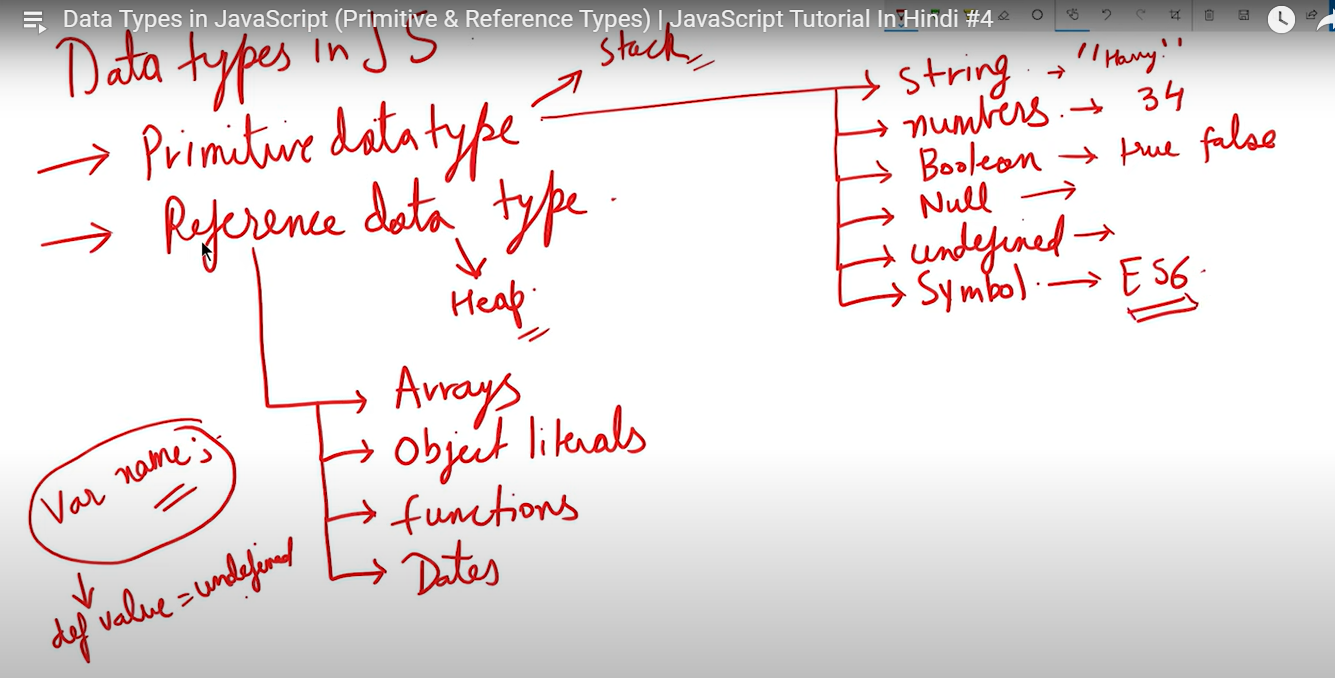 Data Types in JavaScript (Primitive & Reference Types) | JavaScript Tutorial In Hindi #4
Data types in JS
Stack
→ Primitive data type
→ Reference data type
Heap
→ String → "Harry"
→ numbers → 34
→ Boolean → true false
→ Null →
→ undefined →
→ Symbol → ES6
→ Arrays
→ Object literals
→ functions
→ Dates
Var name;
def value = undefined